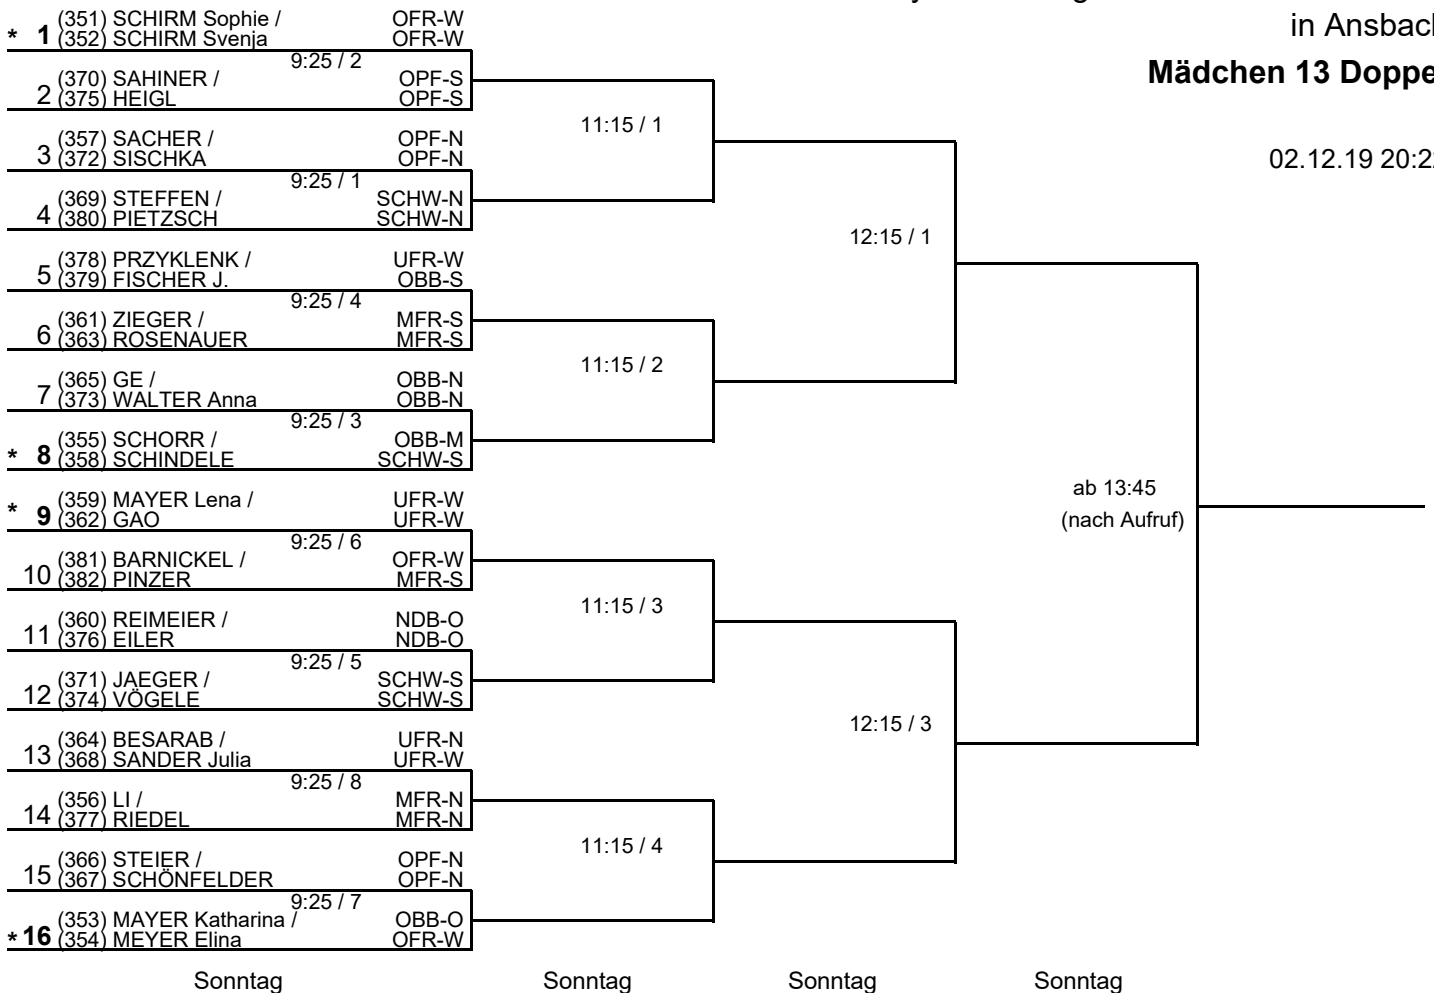 in Ansbach
Mädchen 13 Doppe
02.12.19 20:22
* 1 (351) SCHIRM Sophie / OFR-W
(352) SCHIRM Svenja OFR-W
9:25 / 2
2 (370) SAHINER / OPF-S
(375) HEIGL OPF-S
11:15 / 1
3 (357) SACHER / OPF-N
(372) SISCHKA OPF-N
9:25 / 1
4 (369) STEFFEN / SCHW-N
(380) PIETZSCH SCHW-N
12:15 / 1
5 (378) PRZYKLENK / UFR-W
(379) FISCHER J. OBB-S
9:25 / 4
6 (361) ZIEGER / MFR-S
(363) ROSENAUER MFR-S
11:15 / 2
7 (365) GE / OBB-N
(373) WALTER Anna OBB-N
9:25 / 3
* 8 (355) SCHORR / OBB-M
(358) SCHINDELE SCHW-S
ab 13:45
(nach Aufruf)
* 9 (359) MAYER Lena / UFR-W
(362) GAO UFR-W
9:25 / 6
10 (381) BARNICKEL / OFR-W
(382) PINZER MFR-S
11:15 / 3
11 (360) REIMEIER / NDB-O
(376) EILER NDB-O
9:25 / 5
12 (371) JAEGER / SCHW-S
(374) VÖGELE SCHW-S
12:15 / 3
13 (364) BESARAB / UFR-N
(368) SANDER Julia UFR-W
9:25 / 8
14 (356) LI / MFR-N
(377) RIEDEL MFR-N
11:15 / 4
15 (366) STEIER / OPF-N
(367) SCHÖNFELDER OPF-N
9:25 / 7
* 16 (353) MAYER Katharina / OBB-O
(354) MEYER Elina OFR-W
Sonntag Sonntag Sonntag Sonntag